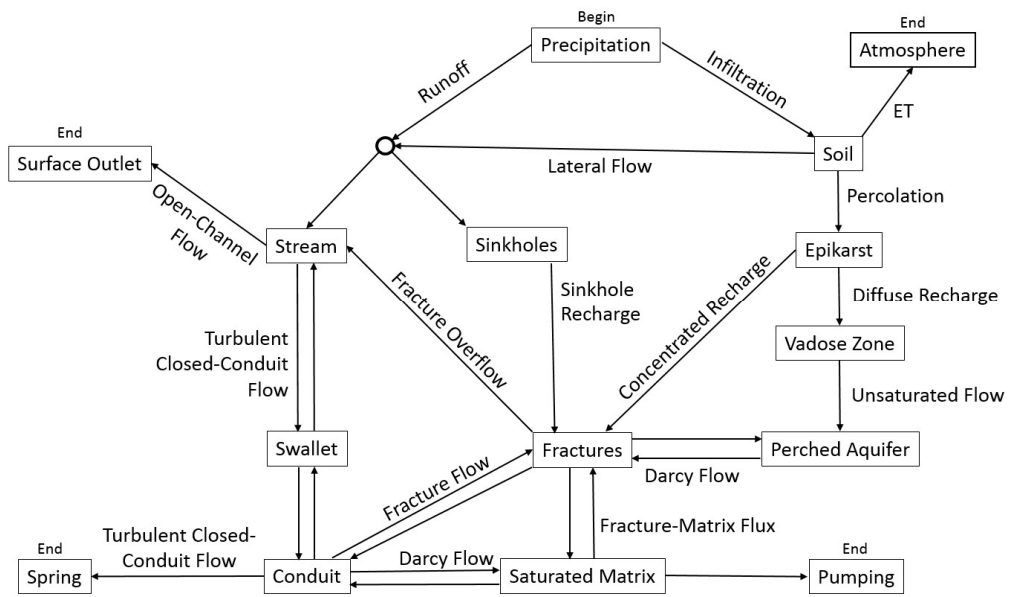 Begin
Precipitation
End
Atmosphere
Runoff
Infiltration
ET
End
Surface Outlet
Lateral Flow
Soil
Percolation
Open-Channel
Flow
Stream
Sinkholes
Epikarst
Fracture Overflow
Sinkhole
Recharge
Concentrated Recharge
Diffuse Recharge
Vadose Zone
Turbulent
Closed-Conduit
Flow
Unsaturated Flow
Swallet
Fractures
Perched Aquifer
Darcy Flow
Fracture Flow
Fracture-Matrix Flux
Turbulent Closed-
Conduit Flow
Darcy Flow
End
Spring
Conduit
Saturated Matrix
End
Pumping